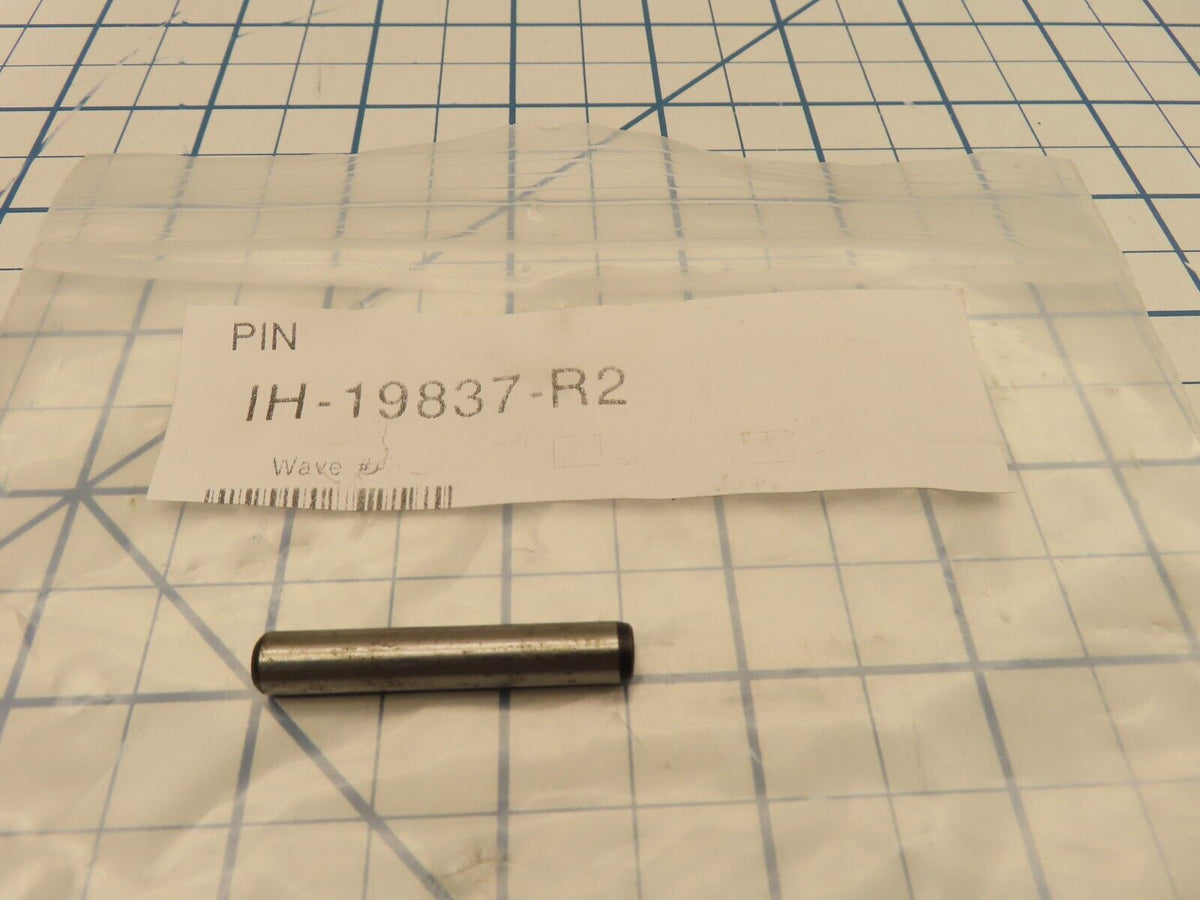 PIN
IH-19837-R2
Wave #